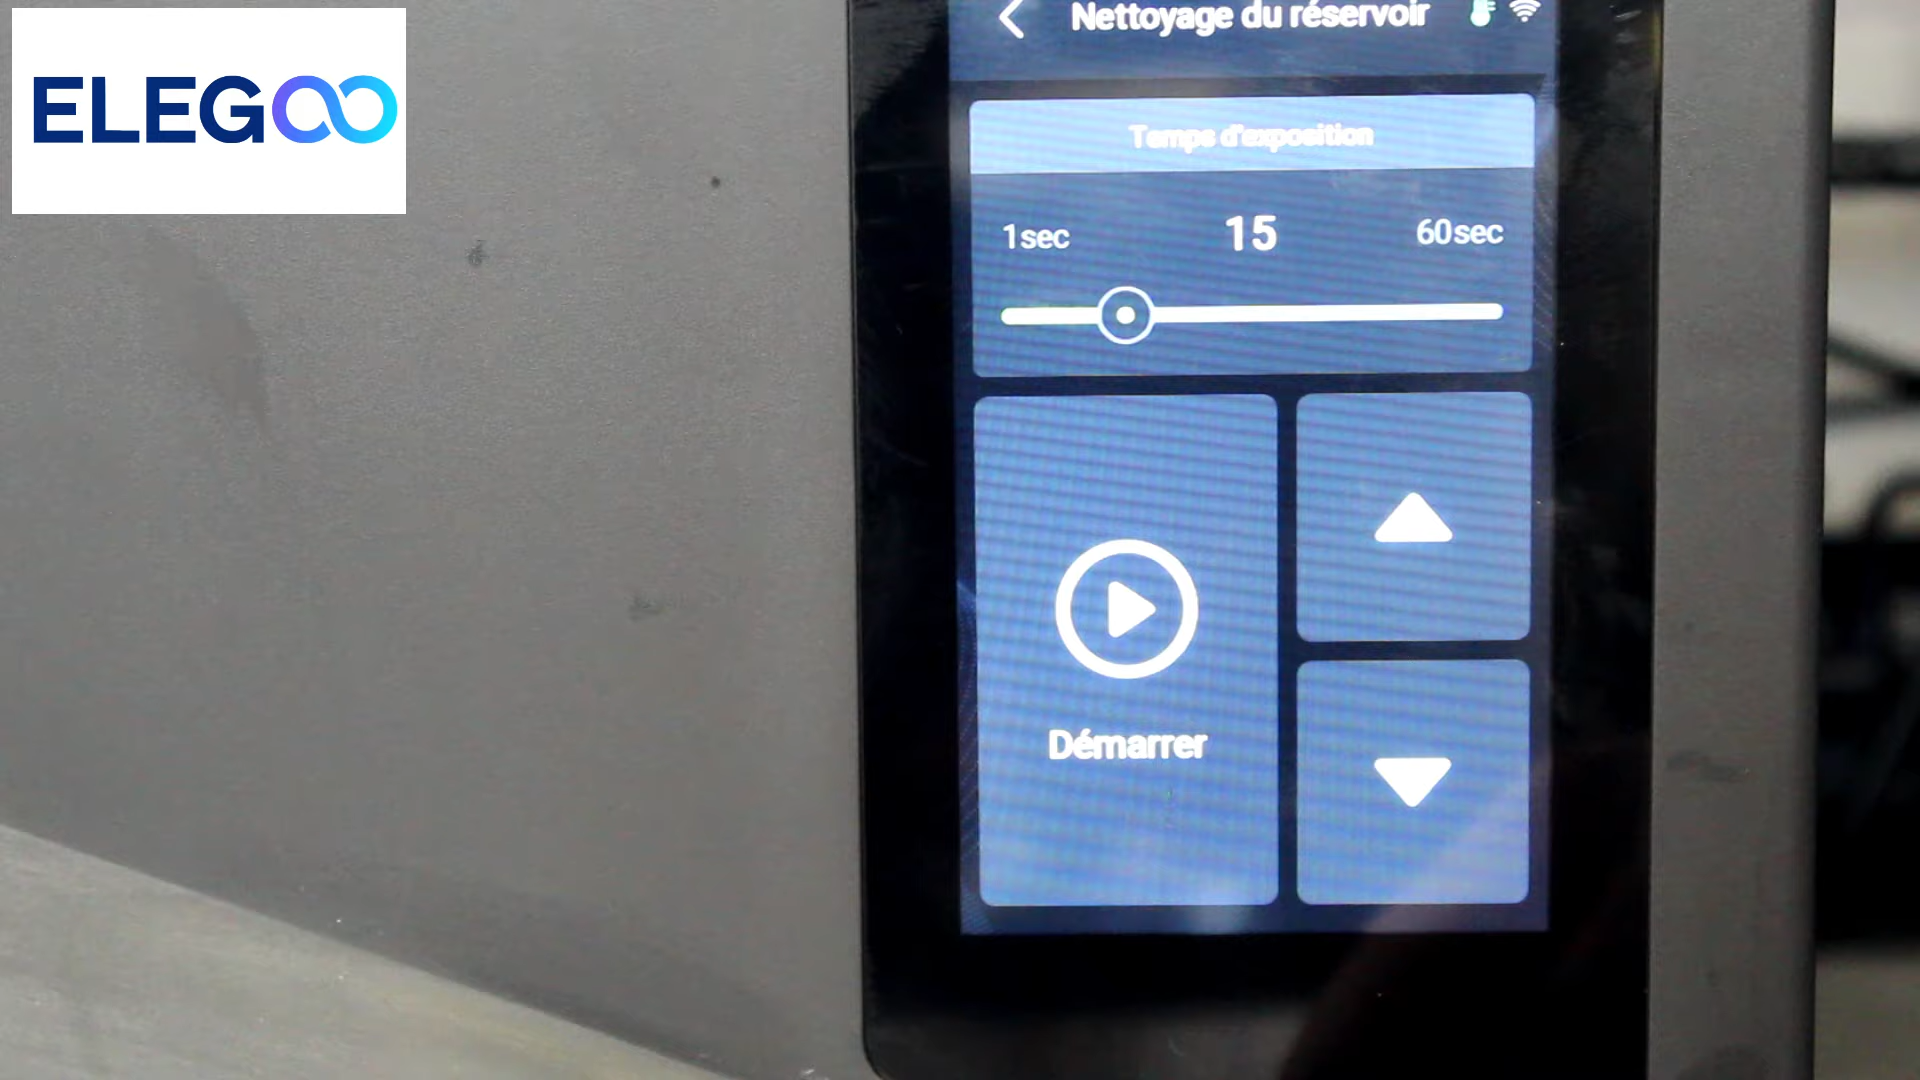 ELEGOO
Nettoyage du réservoir
Temps d'exposition
1sec 15 60sec
Démarrer